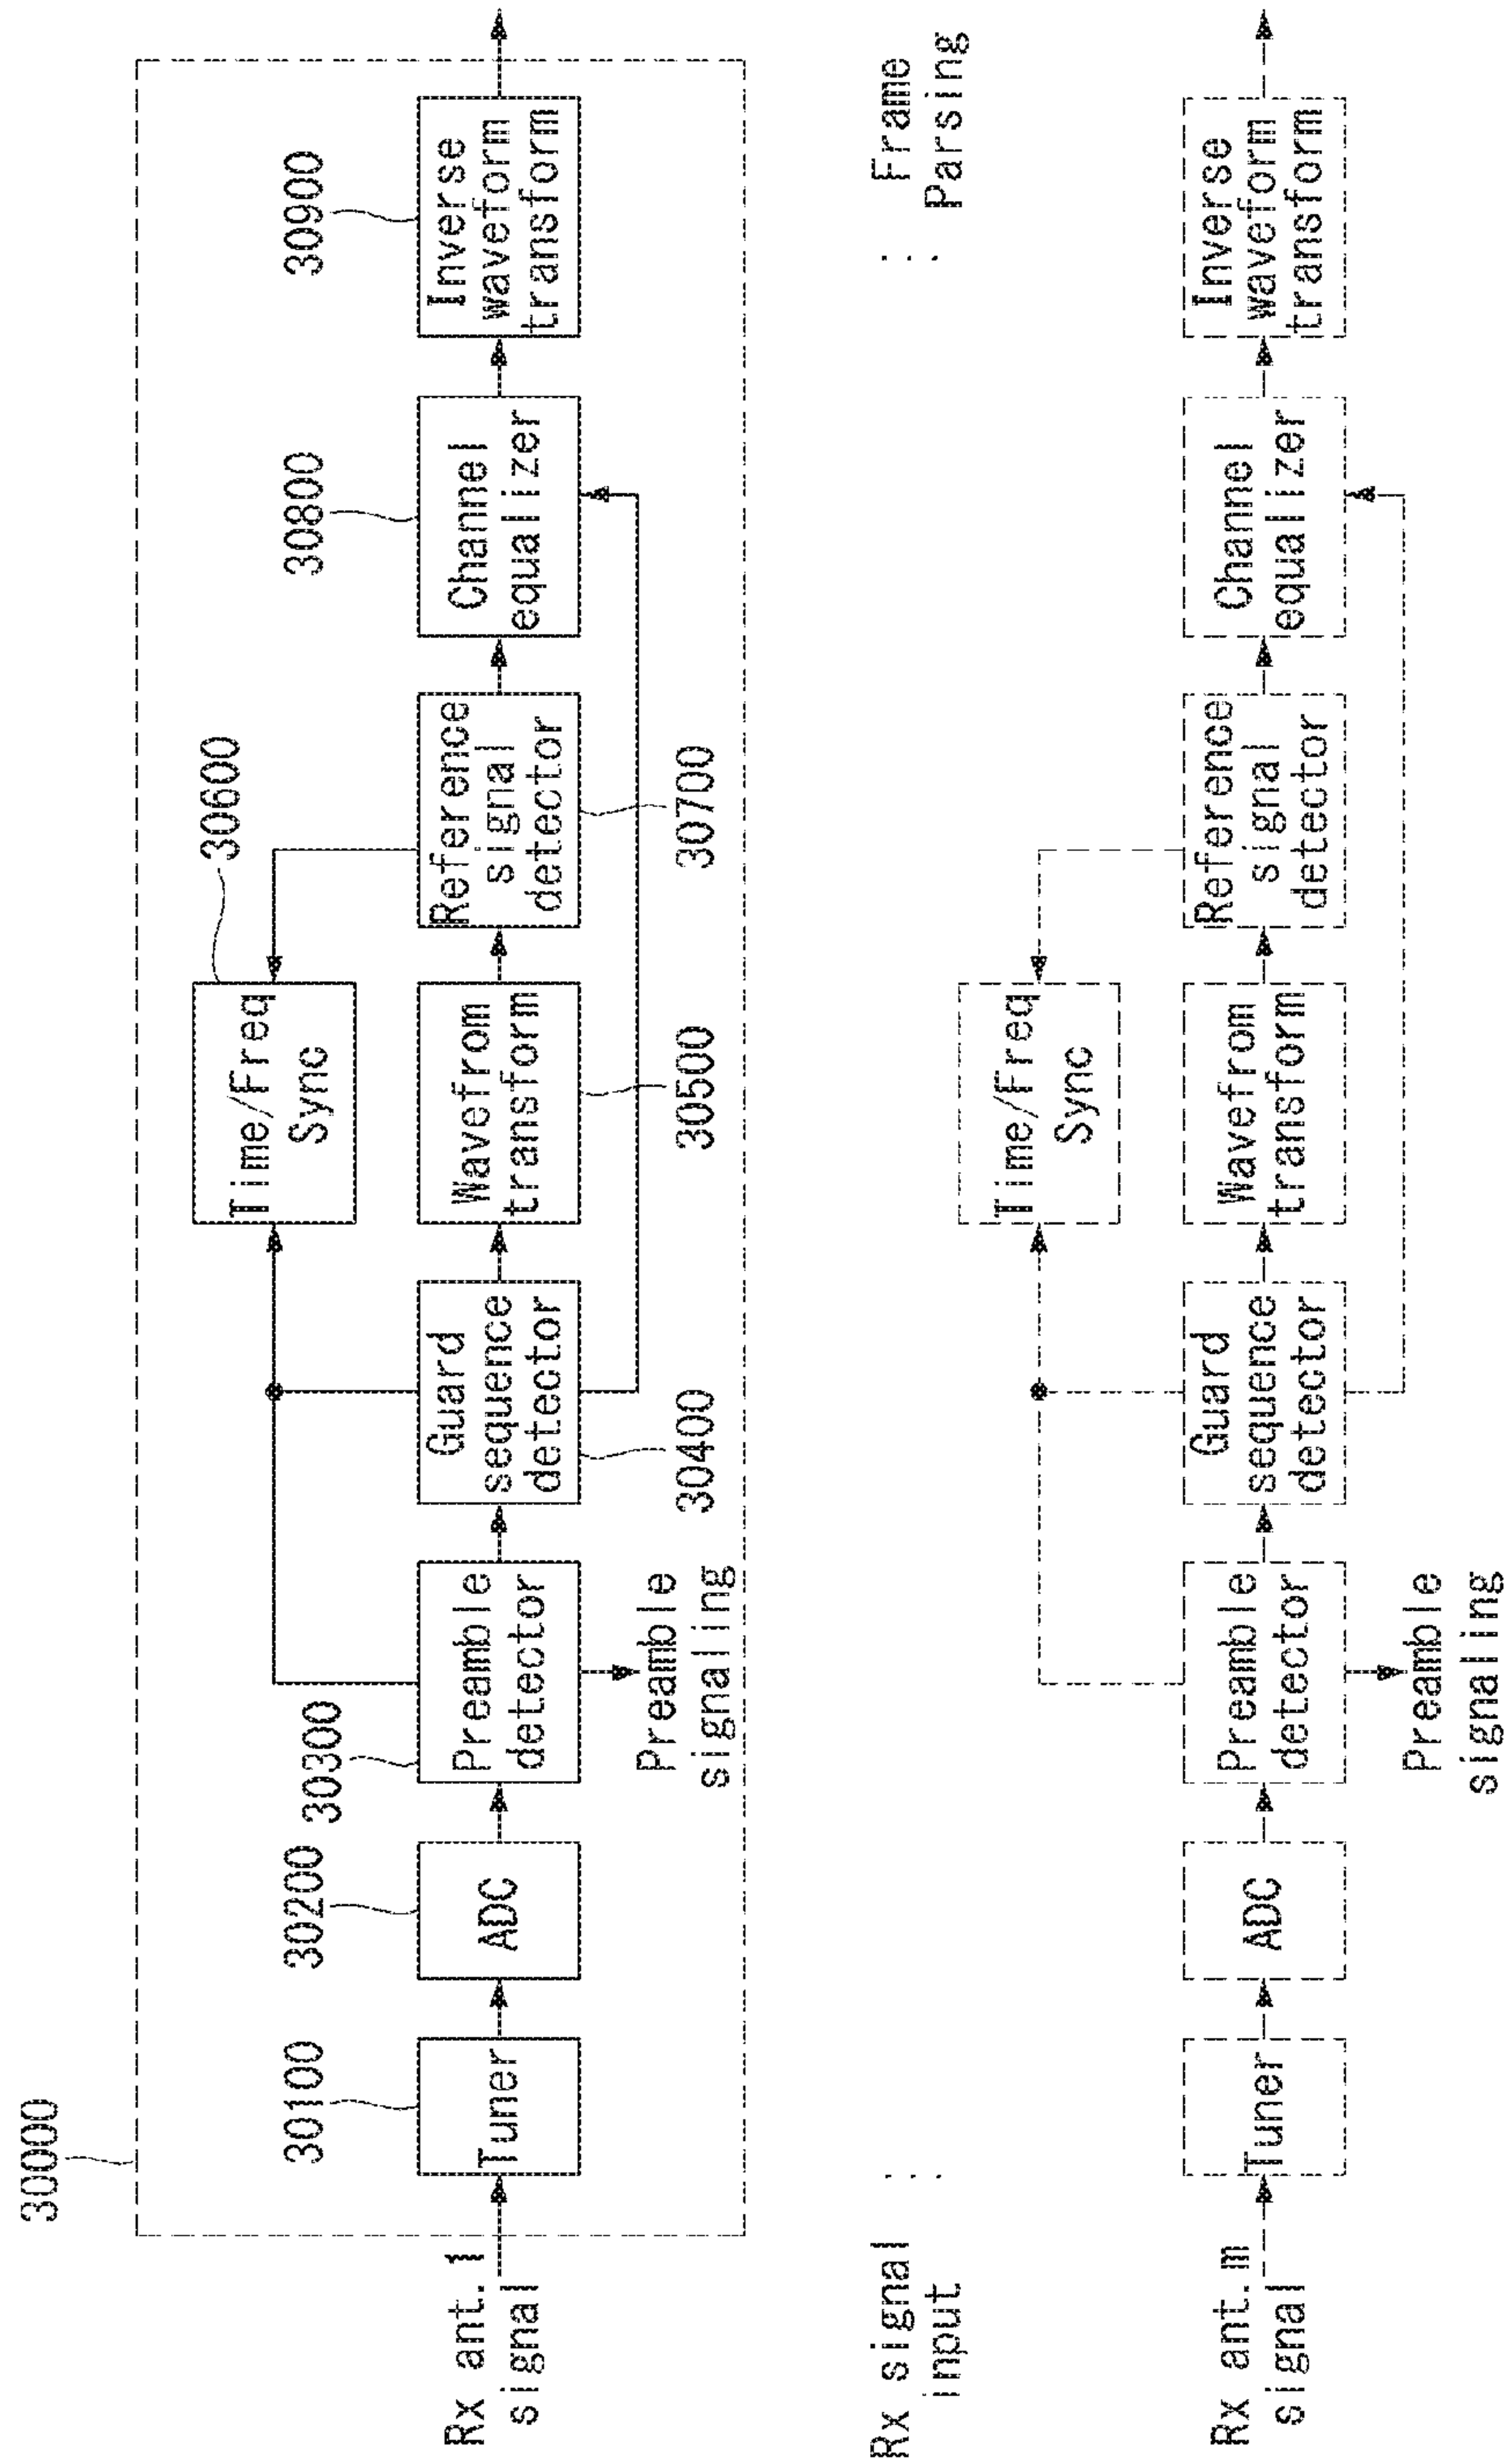 30000
30100
30200
30300
30600
30800
30900
Rx ant.1
signal
Tuner
ADC
Preamble
detector
Guard
sequence
detector
Time/Freq
Sync
Wavefrom
transform
Reference
signal
detector
Channel
equalizer
Inverse
waveform
transform
Preamble
signaling
30400
30500
30700
Rx signal
input
Frame
Parsing
Rx ant.m
signal
Tuner
ADC
Preamble
detector
Guard
sequence
detector
Time/Freq
Sync
Wavefrom
transform
Reference
signal
detector
Channel
equalizer
Inverse
waveform
transform
Preamble
signaling